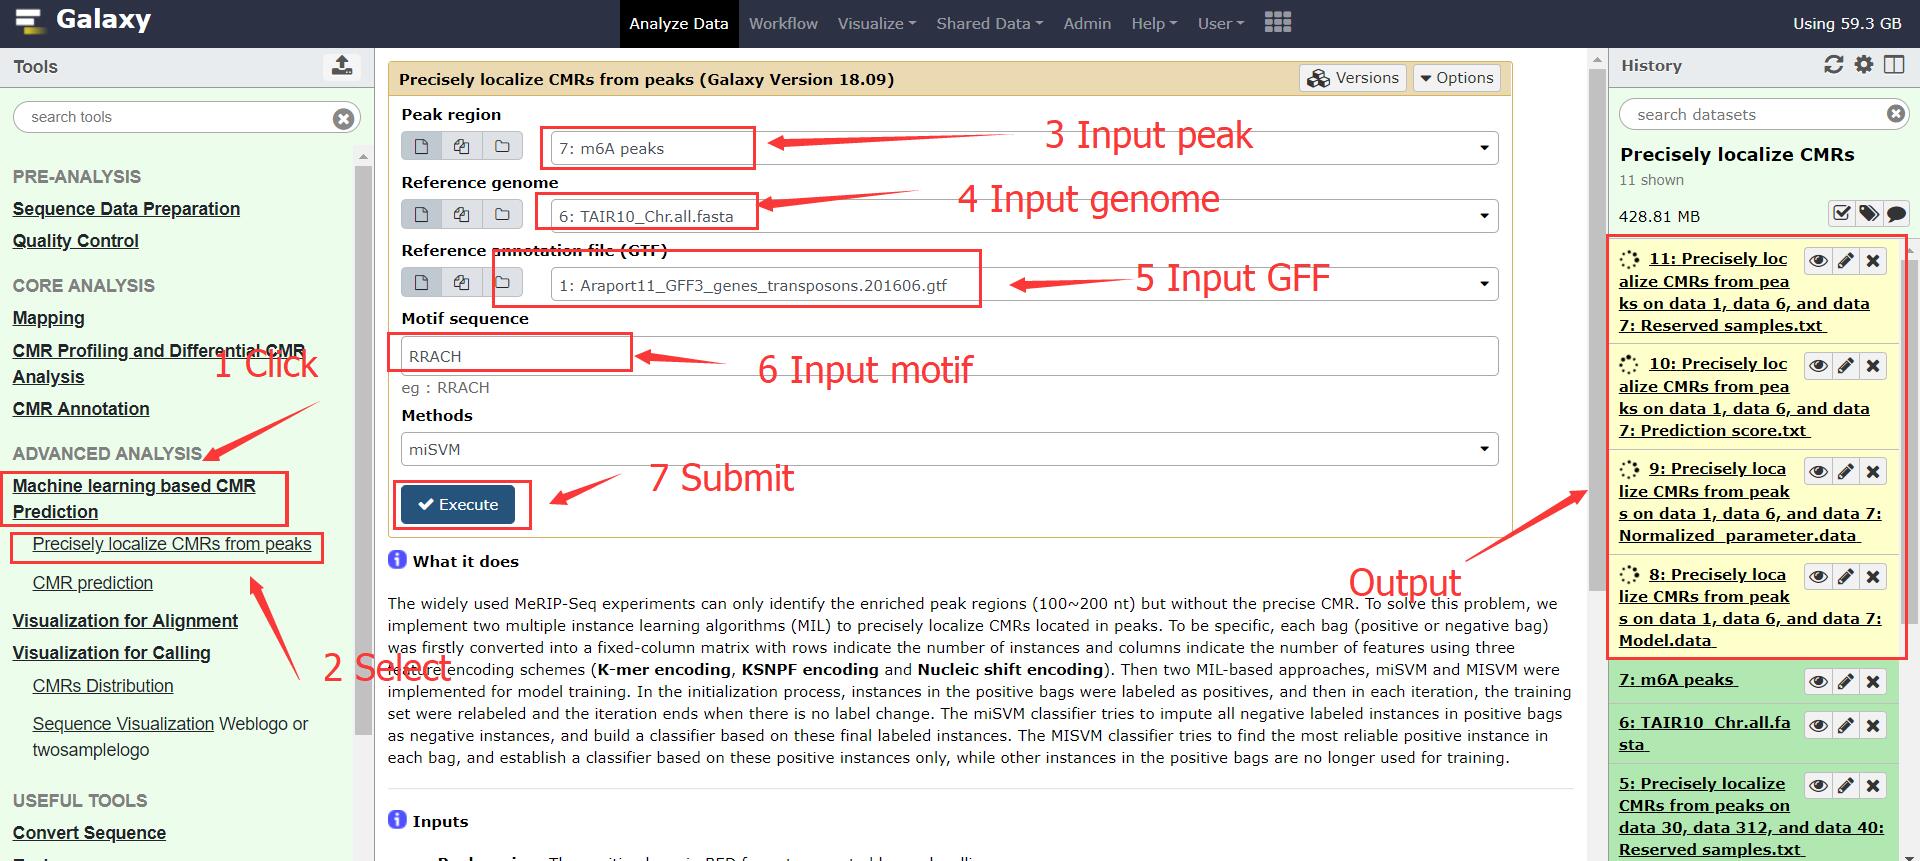 Galaxy
Analyze Data
Workflow
Visualize
Shared Data
Admin
Help
User
Using 59.3 GB
Tools
search tools
PRE-ANALYSIS
Sequence Data Preparation
Quality Control
CORE ANALYSIS
Mapping
CMR Profiling and Differential CMR
Analysis
CMR Annotation
ADVANCED ANALYSIS
Machine learning based CMR
Prediction
Precisely localize CMRs from peaks
CMR prediction
Visualization for Alignment
Visualization for Calling
CMRs Distribution
Sequence Visualization Weblogo or
twosamplelogo
USEFUL TOOLS
Convert Sequence
1 Click
2 Select
Precisely localize CMRs from peaks (Galaxy Version 18.09)
Versions
Options
Peak region
7: m6A peaks
3 Input peak
Reference genome
6: TAIR10_Chr.all.fasta
4 Input genome
Reference annotation file (GTF)
1: Araport11_GFF3_genes_transposons.201606.gtf
5 Input GFF
Motif sequence
RRACH
6 Input motif
eg : RRACH
Methods
miSVM
Execute
7 Submit
Output
What it does
The widely used MeRIP-Seq experiments can only identify the enriched peak regions (100~200 nt) but without the precise CMR. To solve this problem, we
implement two multiple instance learning algorithms (MIL) to precisely localize CMRs located in peaks. To be specific, each bag (positive or negative bag)
was firstly converted into a fixed-column matrix with rows indicate the number of instances and columns indicate the number of features using three
feature encoding schemes (K-mer encoding, KSNPF encoding and Nucleic shift encoding). Then two MIL-based approaches, miSVM and MISVM were
implemented for model training. In the initialization process, instances in the positive bags were labeled as positives, and then in each iteration, the training
set were relabeled and the iteration ends when there is no label change. The miSVM classifier tries to impute all negative labeled instances in positive bags
as negative instances, and build a classifier based on these final labeled instances. The MISVM classifier tries to find the most reliable positive instance in
each bag, and establish a classifier based on these positive instances only, while other instances in the positive bags are no longer used for training.
Inputs
History
search datasets
Precisely localize CMRs
11 shown
428.81 MB
11: Precisely loc
alize CMRs from pea
ks on data 1, data 6, and data
7: Reserved samples.txt
10: Precisely loc
alize CMRs from pea
ks on data 1, data 6, and data
7: Prediction score.txt
9: Precisely loca
lize CMRs from peak
s on data 1, data 6, and data 7:
Normalized_parameter.data
8: Precisely loca
lize CMRs from peak
s on data 1, data 6, and data 7:
Model.data
7: m6A peaks
6: TAIR10_Chr.all.fa
sta
5: Precisely localize
CMRs from peaks on
data 30, data 312, and data 40:
Reserved samples.txt